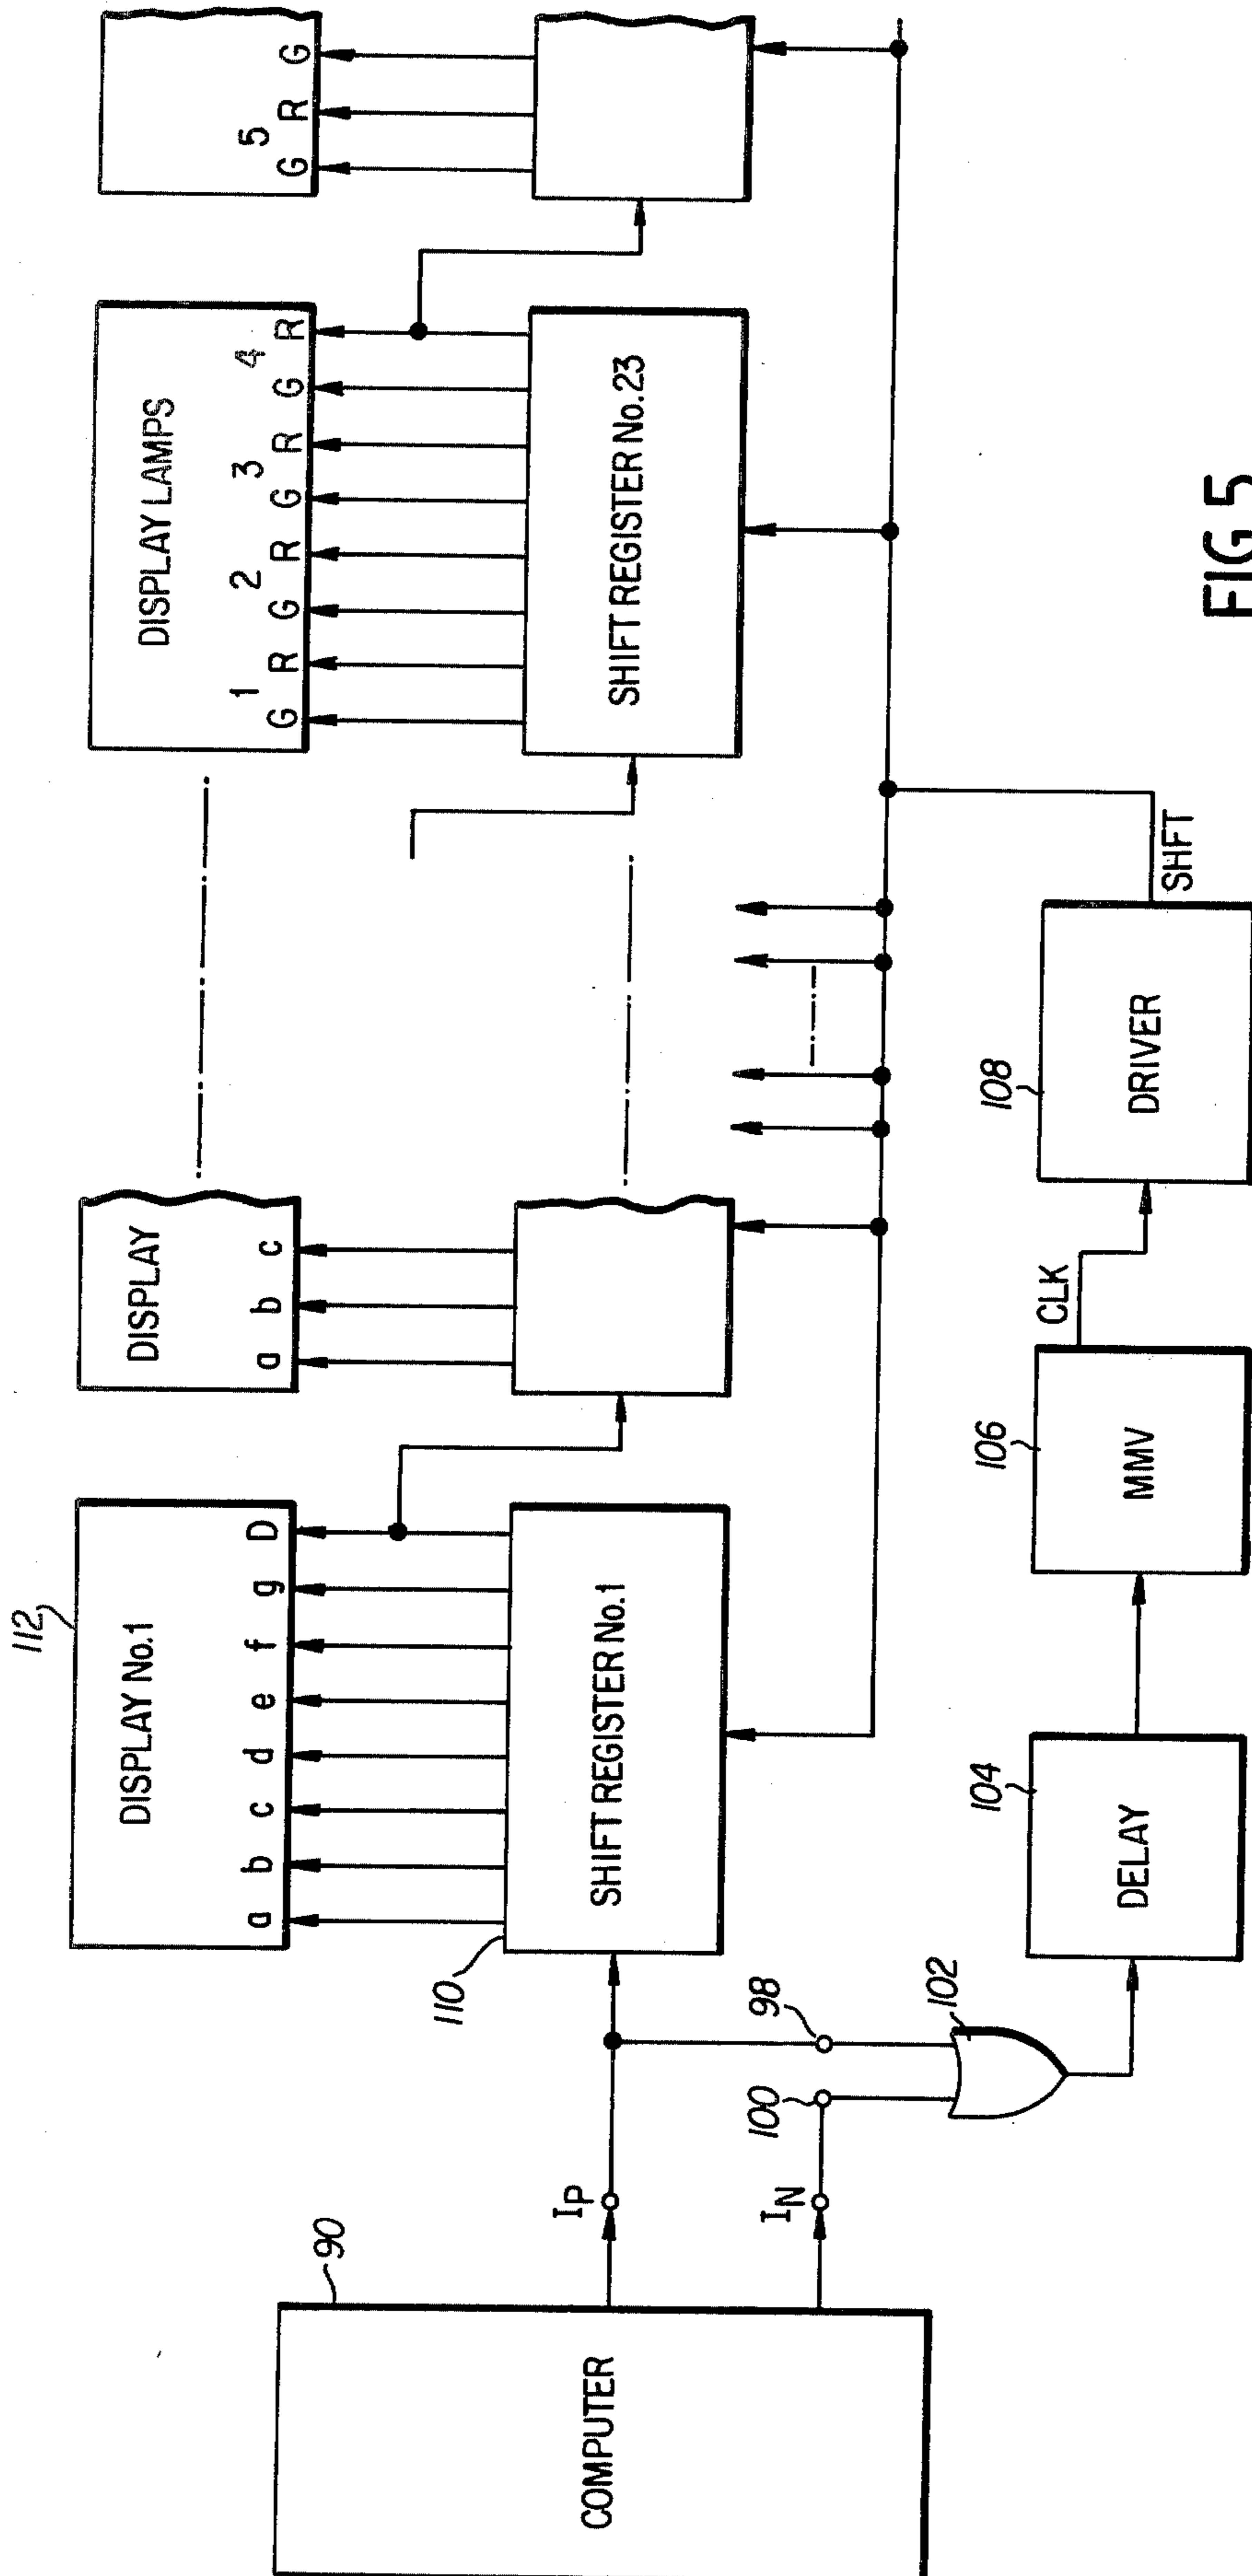 112
DISPLAY No.1
a b c d e f g D
DISPLAY
a b c
DISPLAY LAMPS
1 2 3 4
G R G R G R G R
5
G R G
110
SHIFT REGISTER No.1
SHIFT REGISTER No.23
90
COMPUTER
IP
IN
98
100
102
104
DELAY
106
MMV
CLK
108
DRIVER
SHFT
FIG 5